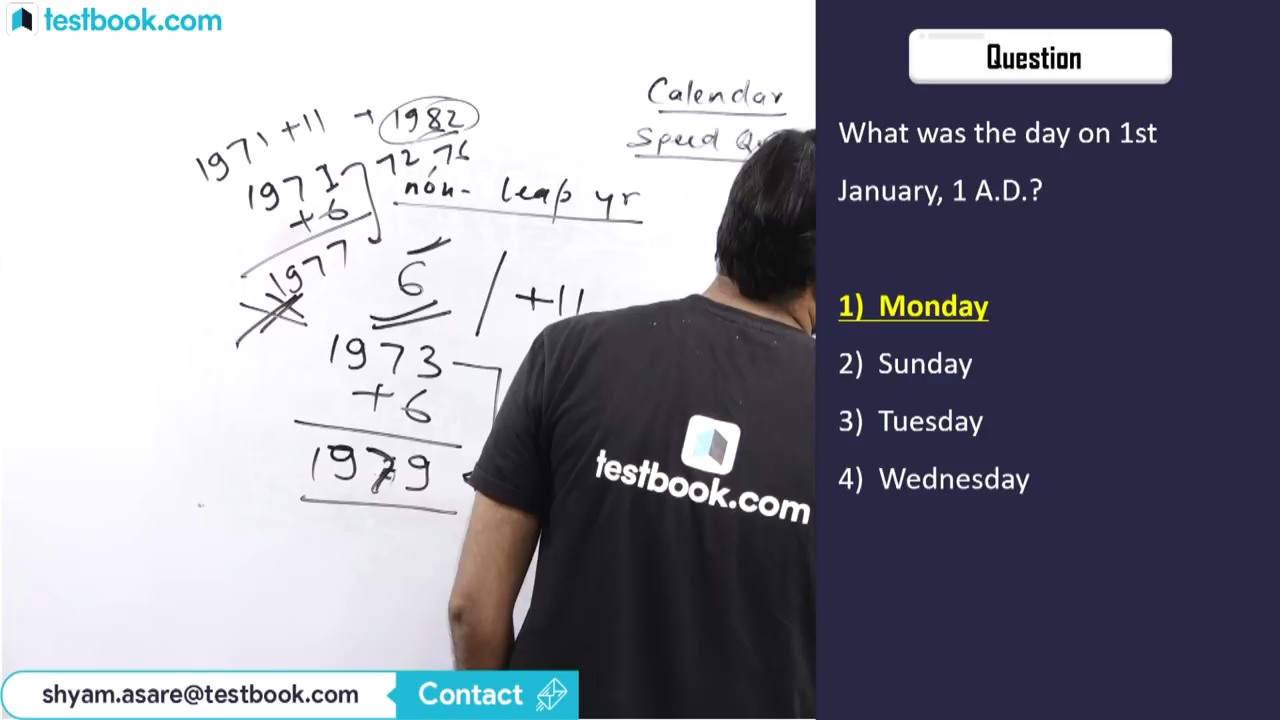 testbook.com
1971 +11 → 1982
1971 72, 76
+6
1977
non- leap yr
6 / +11
1973
+6
1979
Calendar
Speed
testbook.com
shyam.asare@testbook.com
Contact
Question
What was the day on 1st
January, 1 A.D.?
1) Monday
2) Sunday
3) Tuesday
4) Wednesday